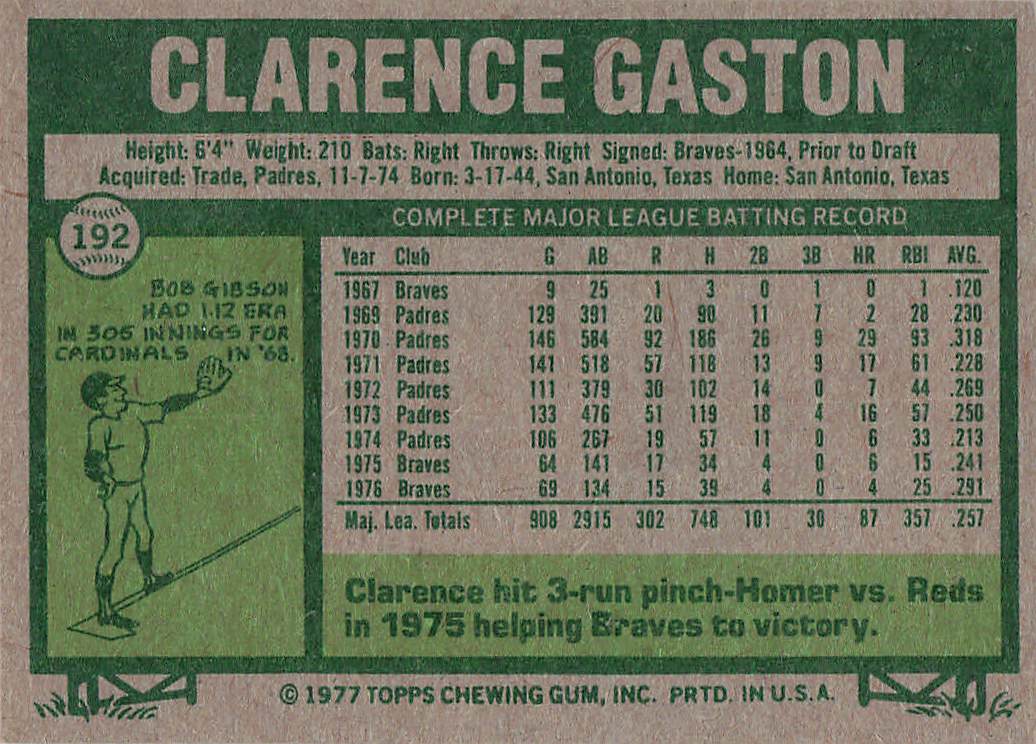 CLARENCE GASTON
Height: 6'4" Weight: 210 Bats: Right Throws: Right Signed: Braves-1964, Prior to Draft
Acquired: Trade, Padres, 11-7-74 Born: 3-17-44, San Antonio, Texas Home: San Antonio, Texas
192
COMPLETE MAJOR LEAGUE BATTING RECORD
BOB GIBSON
HAD 1.12 ERA
IN 305 INNINGS FOR
CARDINALS IN '68.
Year Club G AB R H 2B 3B HR RBI AVG.
1967 Braves 9 25 1 3 0 1 0 1 .120
1969 Padres 129 391 20 90 11 7 2 28 .230
1970 Padres 146 584 92 186 26 9 29 93 .318
1971 Padres 141 518 57 118 13 9 17 61 .228
1972 Padres 111 379 30 102 14 0 7 44 .269
1973 Padres 133 476 51 119 18 4 16 57 .250
1974 Padres 106 267 19 57 11 0 6 33 .213
1975 Braves 64 141 17 34 4 0 6 15 .241
1976 Braves 69 134 15 39 4 0 4 25 .291
Maj. Lea. Totals 908 2915 302 748 101 30 87 357 .257
Clarence hit 3-run pinch-Homer vs. Reds
in 1975 helping Braves to victory.
© 1977 TOPPS CHEWING GUM, INC. PRTD. IN U.S.A.